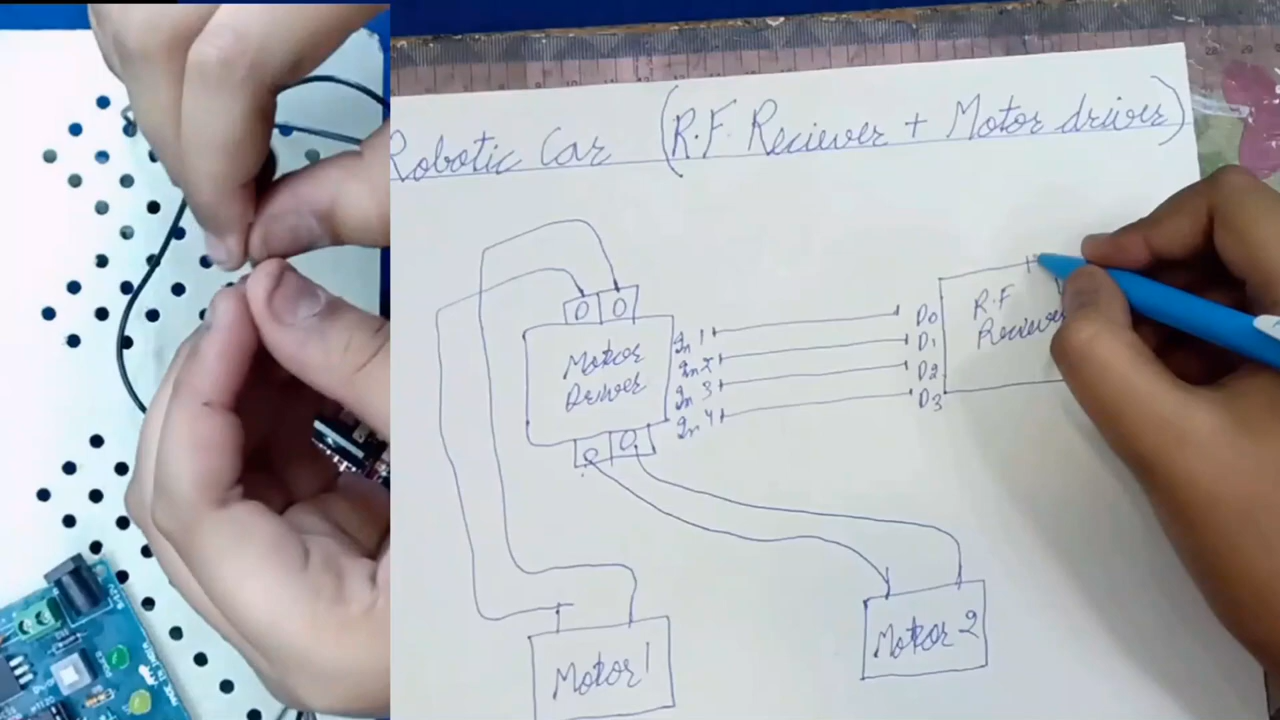 Robotic Car (R.F. Reciever + Motor driver)
Motor
Driver
In 1
In 2
In 3
In 4
D0
D1
D2
D3
R.F
Reciever
Motor 1
Motor 2